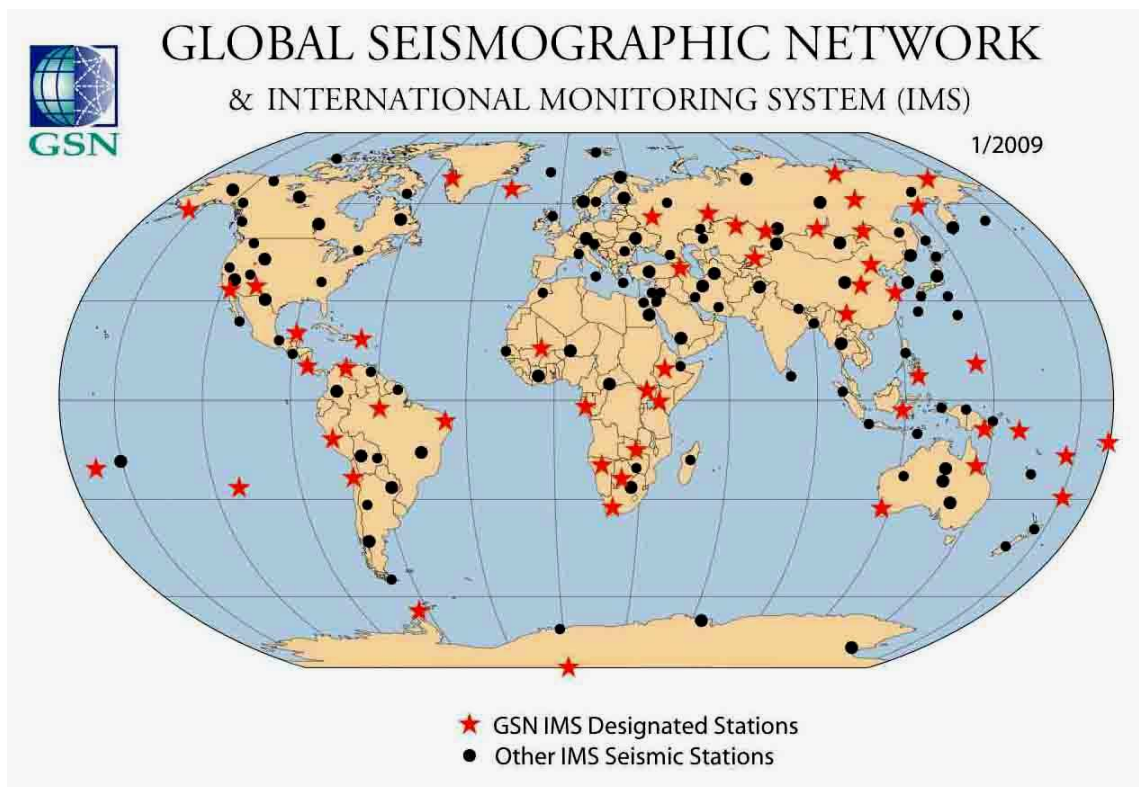 GLOBAL SEISMOGRAPHIC NETWORK
& INTERNATIONAL MONITORING SYSTEM (IMS)
GSN
1/2009
GSN IMS Designated Stations
Other IMS Seismic Stations